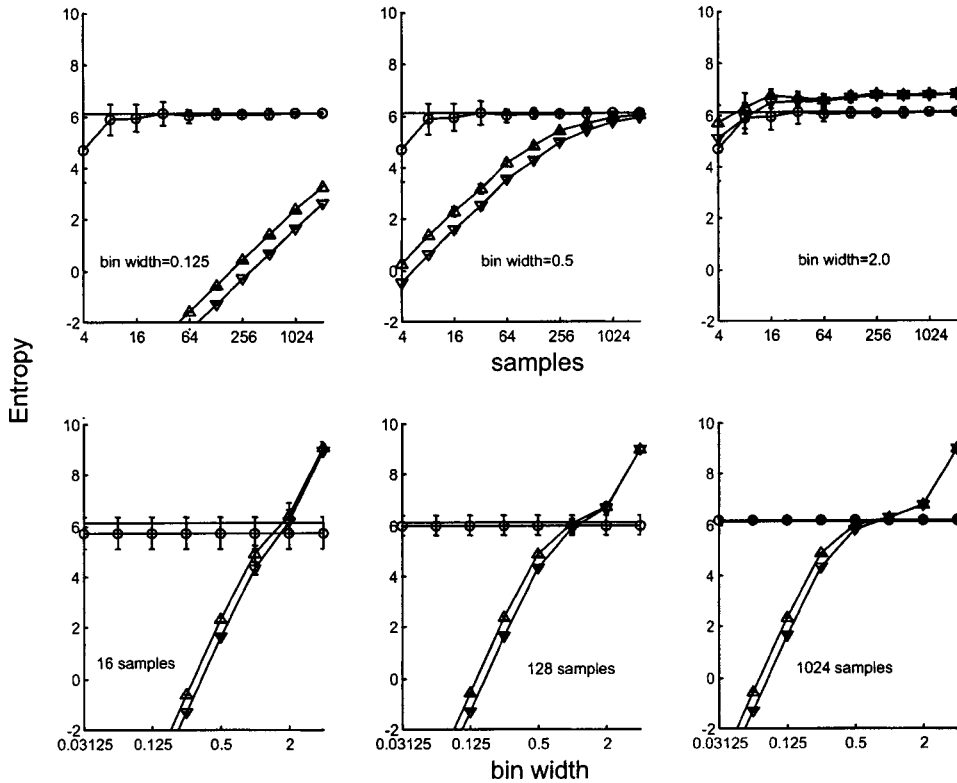 10 10 10
8 8 8
6 6 6
4 4 4
2 2 2
0 0 0
bin width=0.125 bin width=0.5 bin width=2.0
-2 -2 -2
4 16 64 256 1024 4 16 64 256 1024 4 16 64 256 1024
samples
Entropy
10 10 10
8 8 8
6 6 6
4 4 4
2 2 2
16 samples 128 samples 1024 samples
0 0 0
-2 -2 -2
0.03125 0.125 0.5 2 0.03125 0.125 0.5 2 0.03125 0.125 0.5 2
bin width